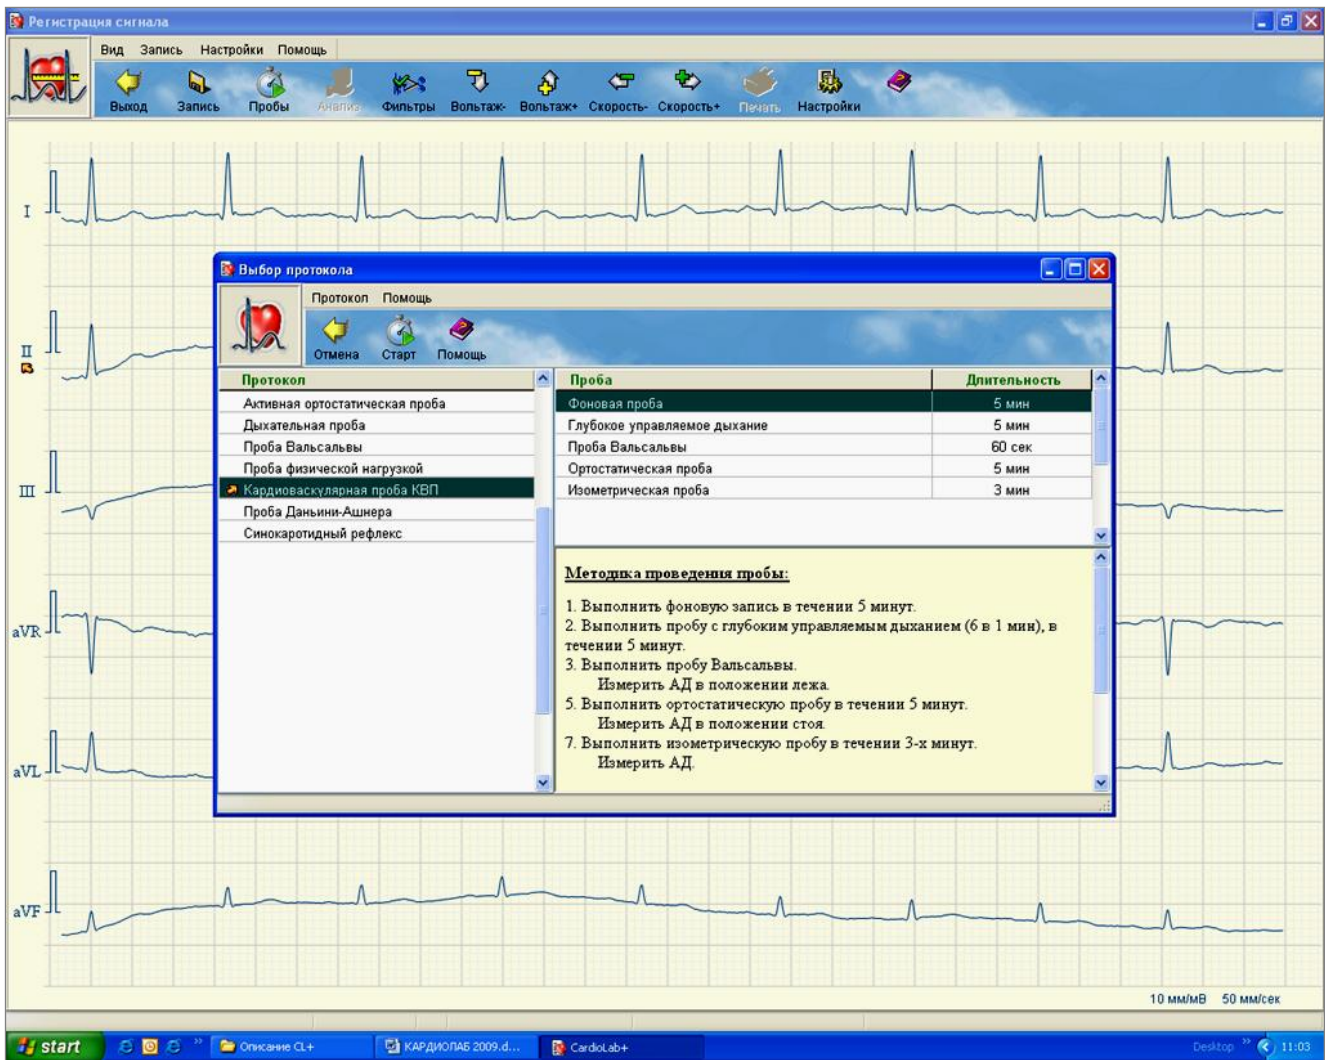 Регистрация сигнала
Вид Запись Настройки Помощь
Выход Запись Пробы Анализ Фильтры Вольтаж- Вольтаж+ Скорость- Скорость+ Печать Настройки
I
II
III
aVR
aVL
aVF
Выбор протокола
Протокол Помощь
Отмена Старт Помощь
Протокол
Активная ортостатическая проба
Дыхательная проба
Проба Вальсальвы
Проба физической нагрузкой
Кардиоваскулярная проба КВП
Проба Даньини-Ашнера
Синокаротидный рефлекс
Проба Длительность
Фоновая проба 5 мин
Глубокое управляемое дыхание 5 мин
Проба Вальсальвы 60 сек
Ортостатическая проба 5 мин
Изометрическая проба 3 мин
Методика проведения пробы:
1. Выполнить фоновую запись в течении 5 минут.
2. Выполнить пробу с глубоким управляемым дыханием (6 в 1 мин), в
течении 5 минут.
3. Выполнить пробу Вальсальвы.
Измерить АД в положении лежа.
5. Выполнить ортостатическую пробу в течении 5 минут.
Измерить АД в положении стоя.
7. Выполнить изометрическую пробу в течении 3-х минут.
Измерить АД.
10 мм/мВ 50 мм/сек
start Описание CL+ КАРДИОЛАБ 2009.d... CardioLab+ Desktop 11:03